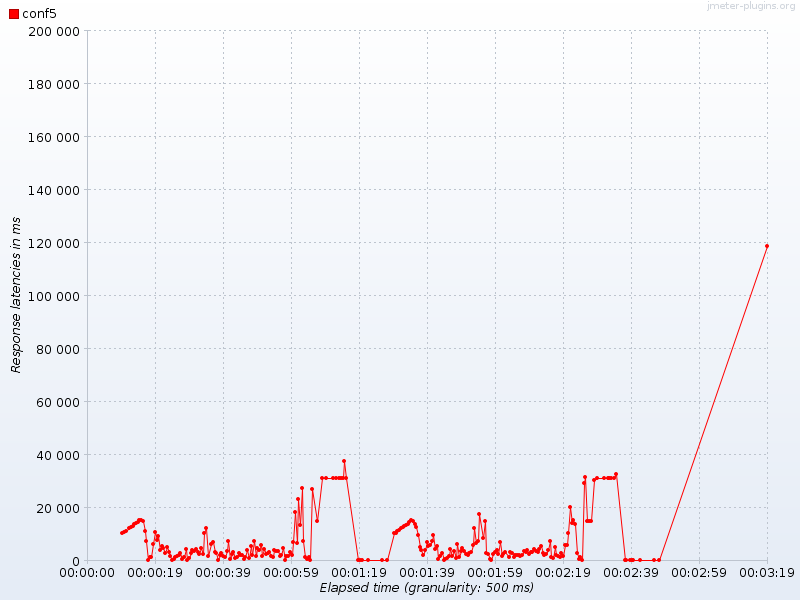 jmeter-plugins.org
conf5
200 000
180 000
160 000
140 000
120 000
100 000
80 000
60 000
40 000
20 000
0
Response latencies in ms
00:00:00 00:00:19 00:00:39 00:00:59 00:01:19 00:01:39 00:01:59 00:02:19 00:02:39 00:02:59 00:03:19
Elapsed time (granularity: 500 ms)